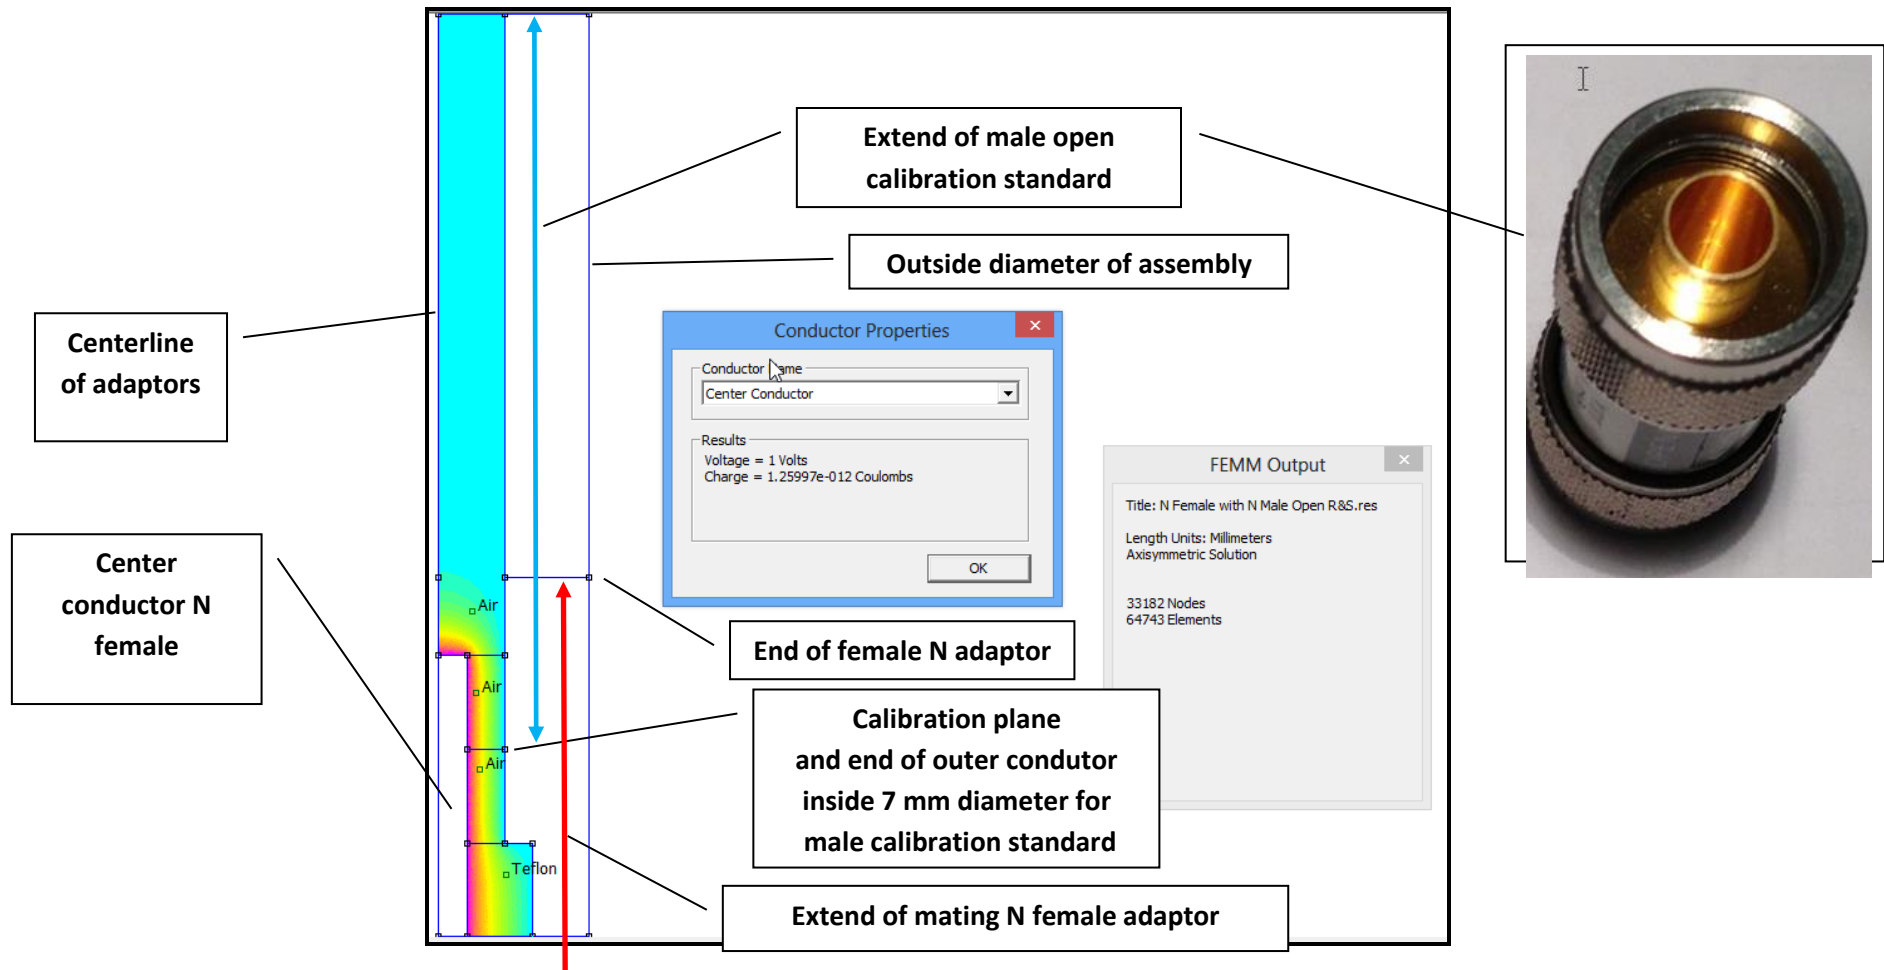 Extend of male open
calibration standard
Outside diameter of assembly
Centerline
of adaptors
Conductor Properties
Conductor
ame
Center Conductor
Results
Voltage = 1 Volts
Charge = 1.25997e-012 Coulombs
OK
FEMM Output
Title: N Female with N Male Open R&S.res
Length Units: Millimeters
Axisymmetric Solution
33182 Nodes
64743 Elements
Center
conductor N
female
Air
End of female N adaptor
Air
Calibration plane
and end of outer condutor
inside 7 mm diameter for
male calibration standard
Air
Teflon
Extend of mating N female adaptor